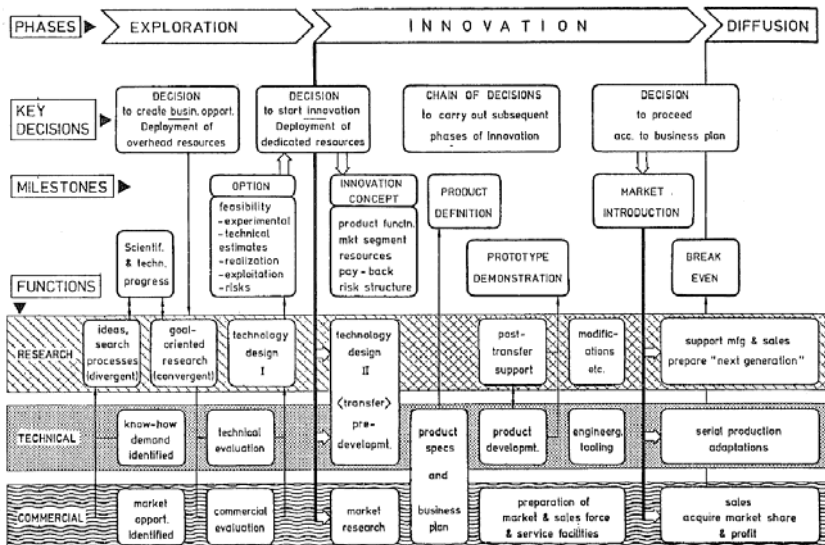 PHASES
EXPLORATION
INNOVATION
DIFFUSION
KEY
DECISIONS
DECISION
to create busin. opport.
Deployment of
overhead resources
DECISION
to start innovation
Deployment of
dedicated resources
CHAIN OF DECISIONS
to carry out subsequent
phases of Innovation
DECISION
to proceed
acc. to business plan
MILESTONES
OPTION
feasibility
-experimental
-technical
estimates
-realization
-exploitation
-risks
INNOVATION
CONCEPT
product functn.
mkt segment
resources
pay-back
risk structure
PRODUCT
DEFINITION
MARKET
INTRODUCTION
Scientif.
& techn.
progress
PROTOTYPE
DEMONSTRATION
BREAK
EVEN
FUNCTIONS
RESEARCH
ideas,
search
processes
(divergent)
goal-
oriented
research
(convergent)
technology
design
I
technology
design
II
<transfer>
pre-
developmt.
post-
transfer
support
modific-
ations
etc.
support mfg & sales
prepare "next generation"
TECHNICAL
know-how
demand
identified
technical
evaluation
product
specs
and
business
plan
product
developmt.
engineerg.
tooling
serial production
adaptations
COMMERCIAL
market
opport.
identified
commercial
evaluation
market
research
preparation of
market & sales force
& service facilities
sales
acquire market share
& profit